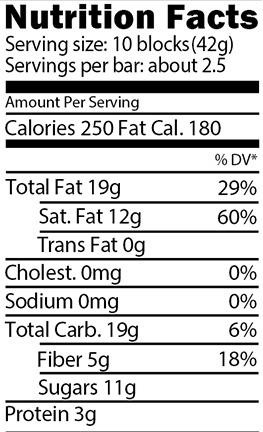 Nutrition Facts
Serving size: 10 blocks (42g)
Servings per bar: about 2.5
Amount Per Serving
Calories 250 Fat Cal. 180
% DV*
Total Fat 19g 29%
Sat. Fat 12g 60%
Trans Fat 0g
Cholest. 0mg 0%
Sodium 0mg 0%
Total Carb. 19g 6%
Fiber 5g 18%
Sugars 11g
Protein 3g